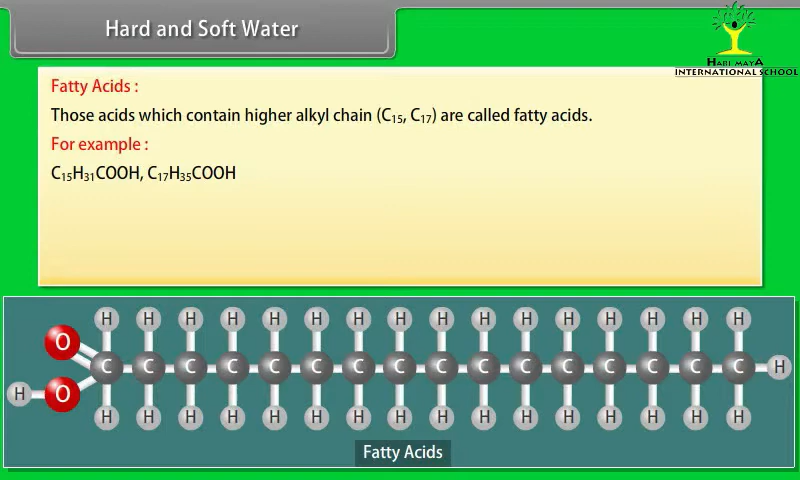 Hard and Soft Water
HABI MAYA
INTERNATIONAL SCHOOL
Fatty Acids :
Those acids which contain higher alkyl chain (C₁₅, C₁₇) are called fatty acids.
For example :
C₁₅H₃₁COOH, C₁₇H₃₅COOH
H H H H H H H H H H H H H H H H
O
C C C C C C C C C C C C C C C C H
H O
H H H H H H H H H H H H H H H H
Fatty Acids